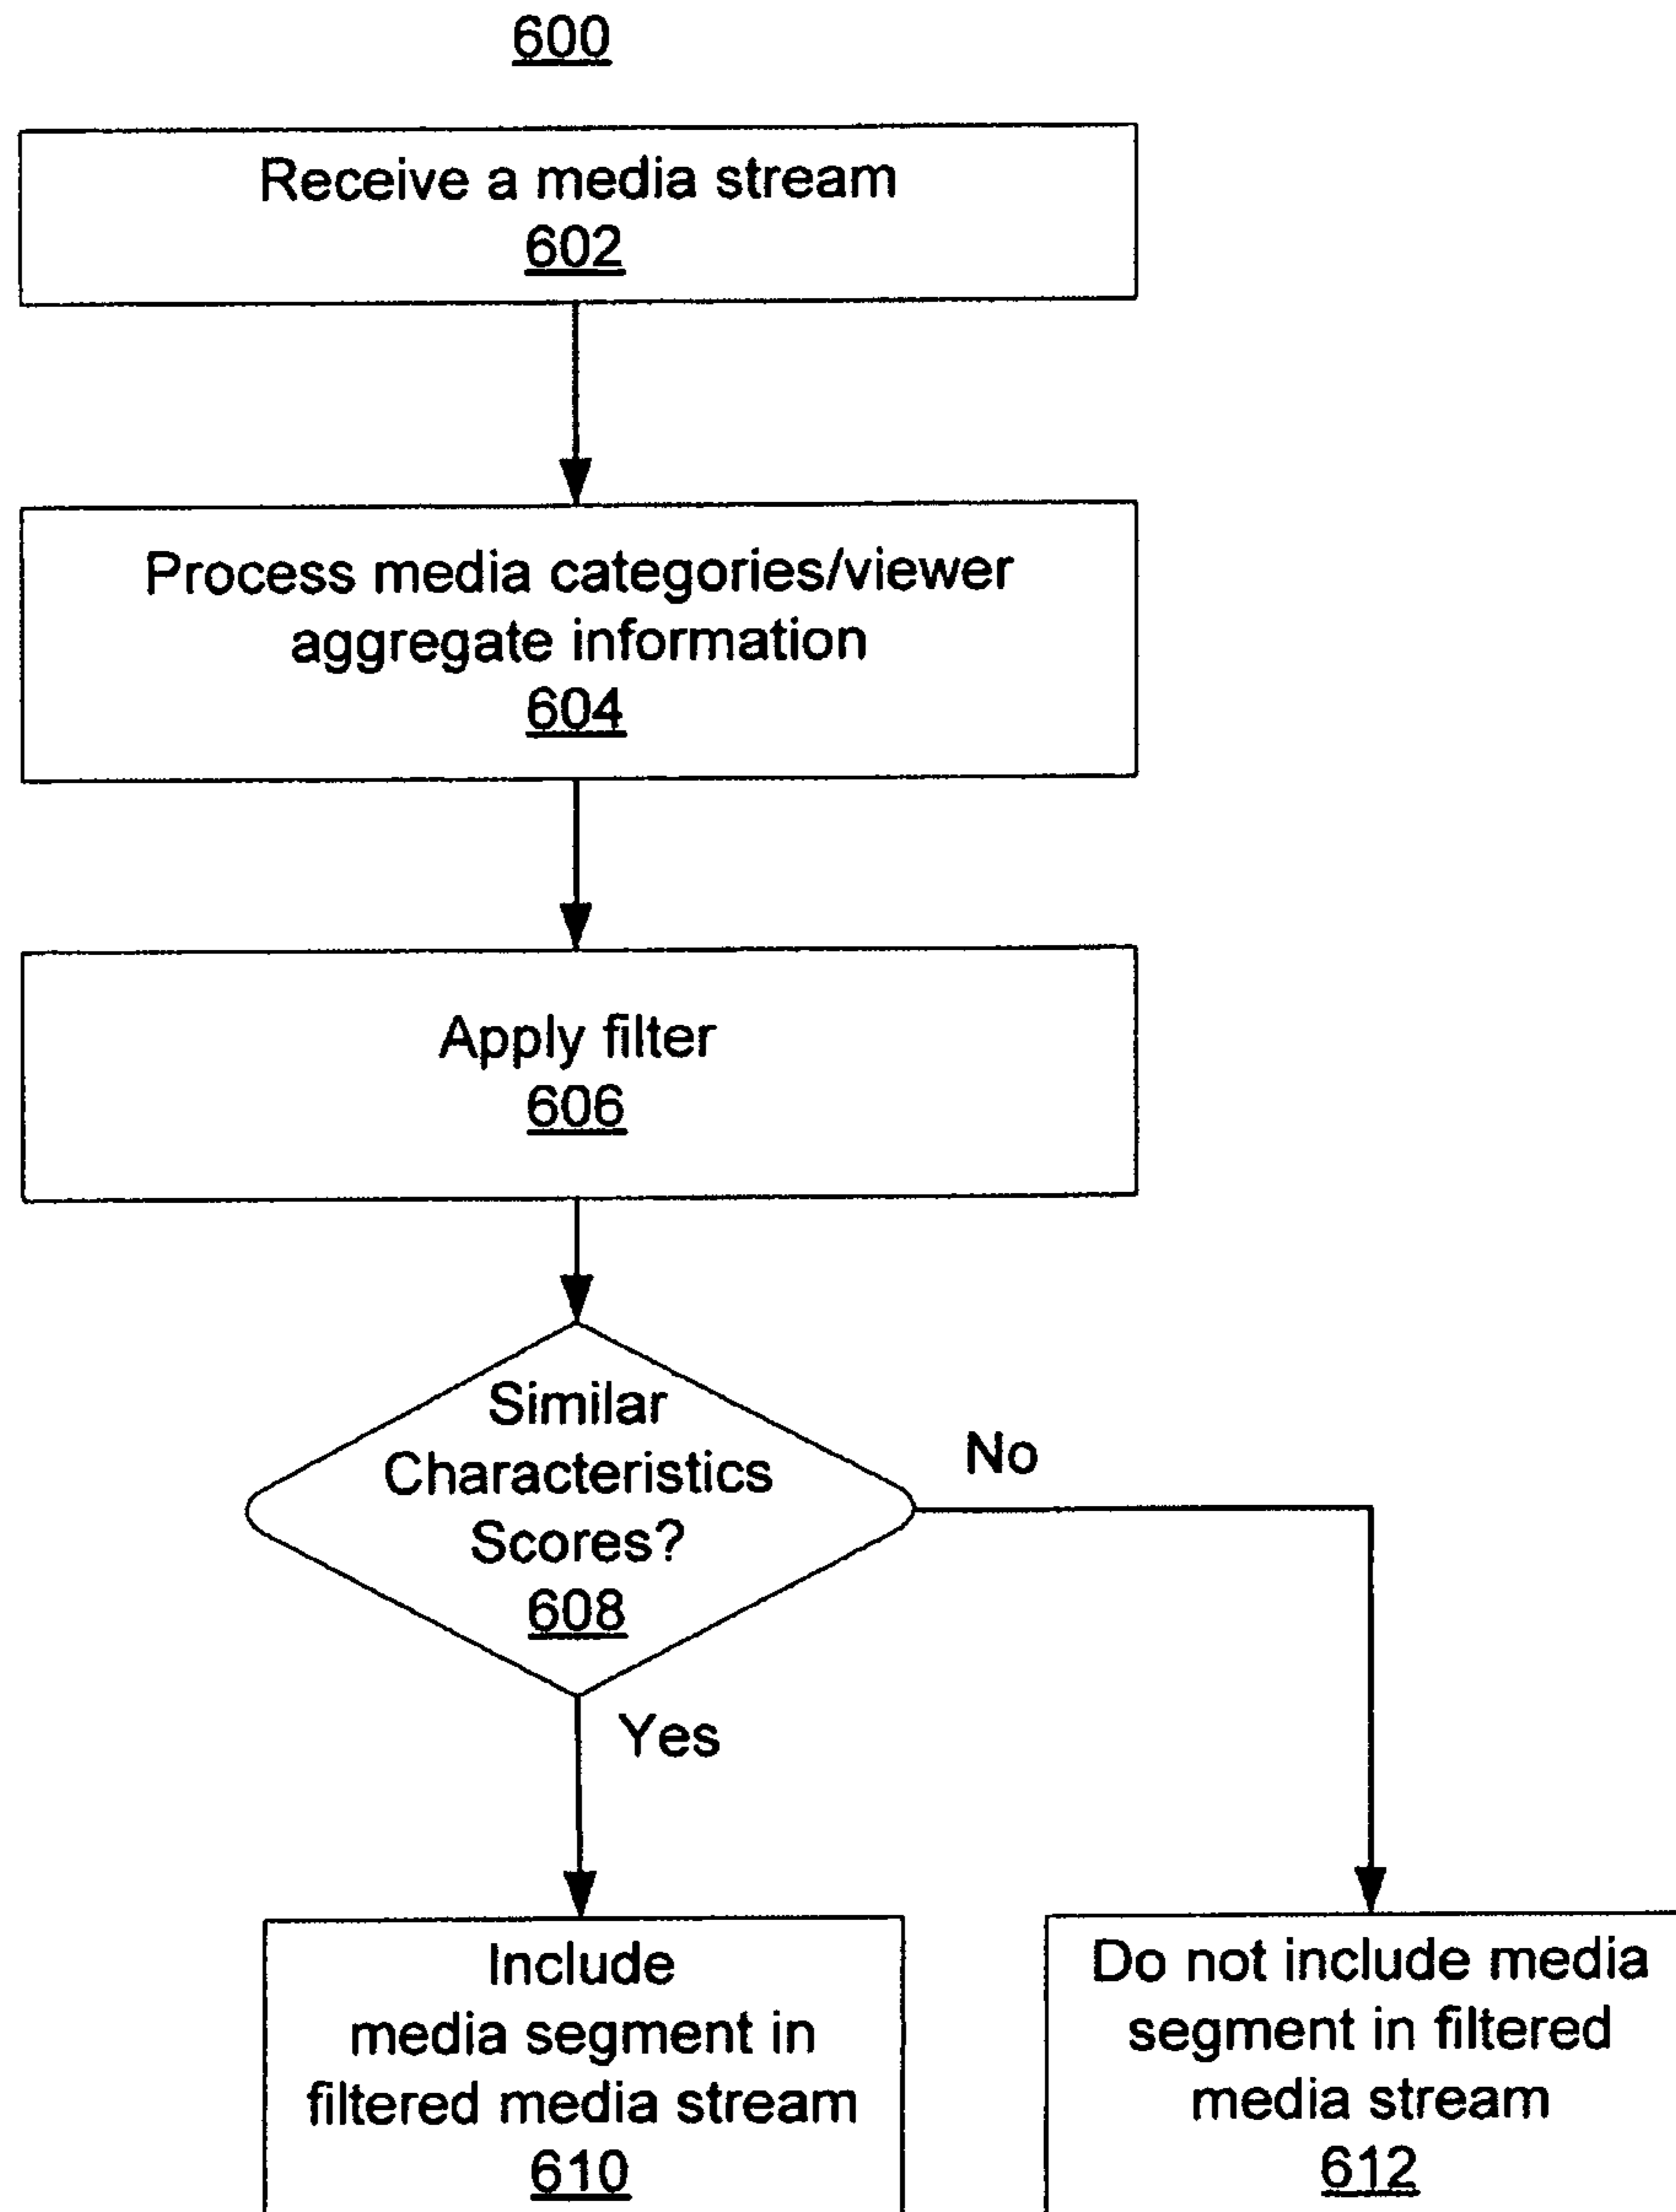 600
Receive a media stream
602
Process media categories/viewer
aggregate information
604
Apply filter
606
Similar
Characteristics
Scores?
608
No
Yes
Include
media segment in
filtered media stream
610
Do not include media
segment in filtered
media stream
612